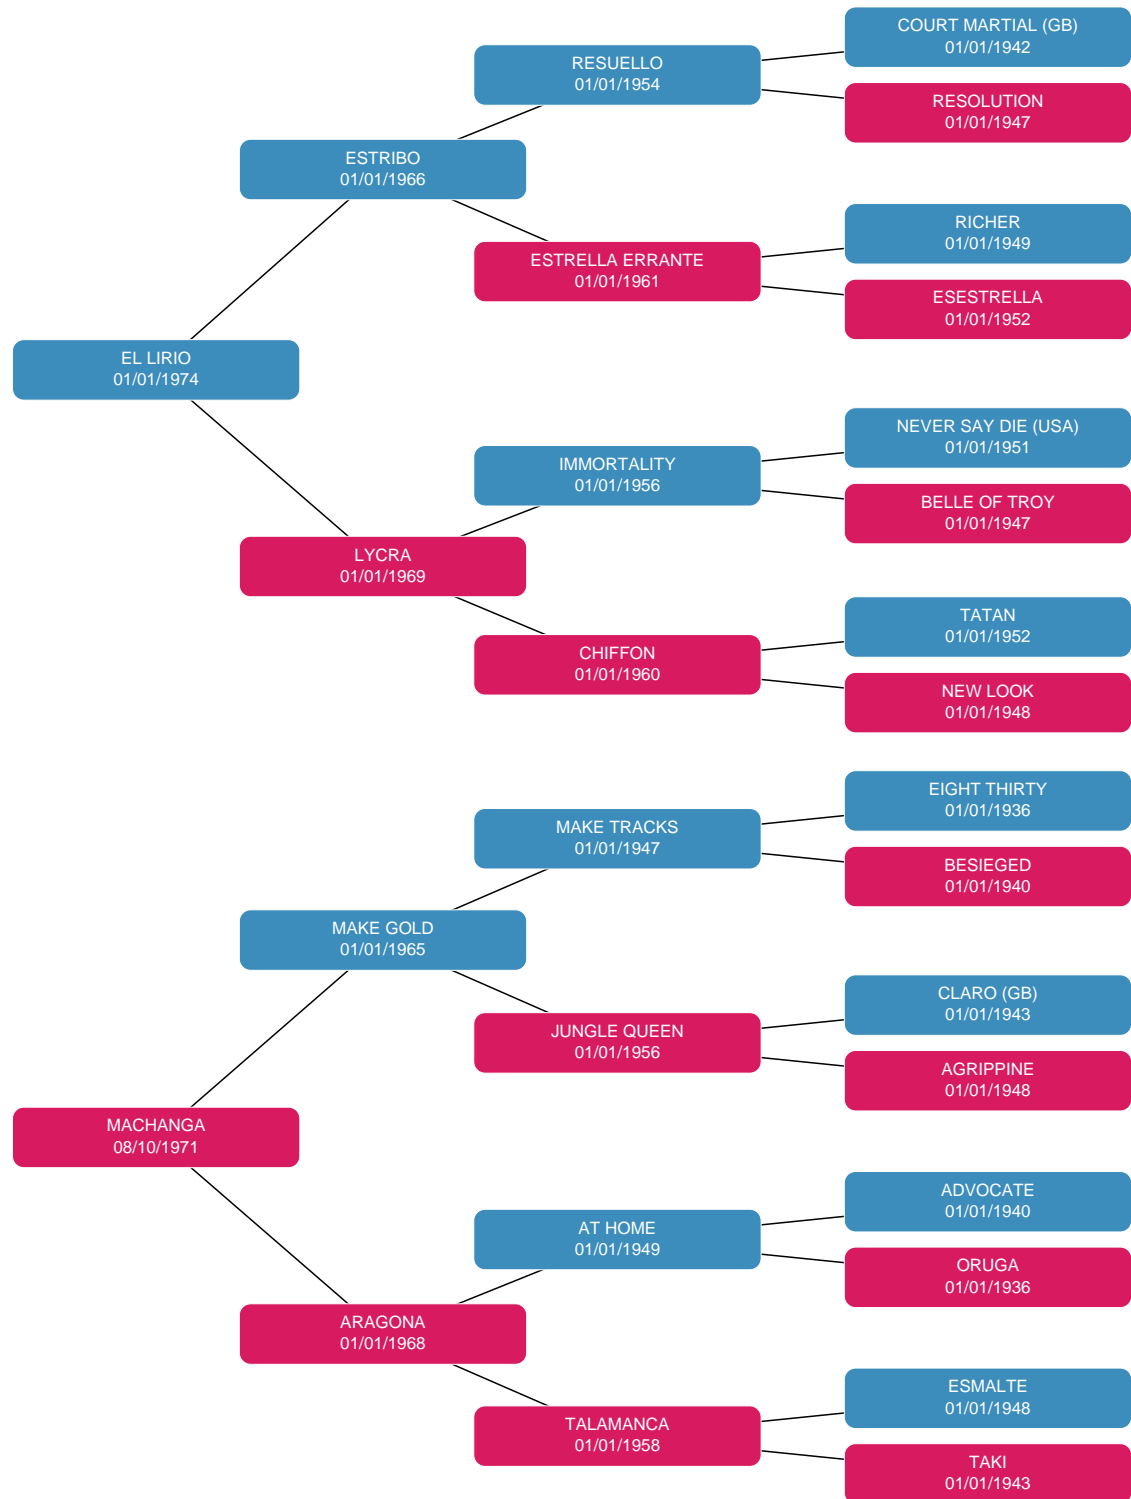 COURT MARTIAL (GB)
01/01/1942
RESUELLO
01/01/1954
RESOLUTION
01/01/1947
ESTRIBO
01/01/1966
RICHER
01/01/1949
ESTRELLA ERRANTE
01/01/1961
ESESTRELLA
01/01/1952
EL LIRIO
01/01/1974
NEVER SAY DIE (USA)
01/01/1951
IMMORTALITY
01/01/1956
BELLE OF TROY
01/01/1947
LYCRA
01/01/1969
TATAN
01/01/1952
CHIFFON
01/01/1960
NEW LOOK
01/01/1948
EIGHT THIRTY
01/01/1936
MAKE TRACKS
01/01/1947
BESIEGED
01/01/1940
MAKE GOLD
01/01/1965
CLARO (GB)
01/01/1943
JUNGLE QUEEN
01/01/1956
AGRIPPINE
01/01/1948
MACHANGA
08/10/1971
ADVOCATE
01/01/1940
AT HOME
01/01/1949
ORUGA
01/01/1936
ARAGONA
01/01/1968
ESMALTE
01/01/1948
TALAMANCA
01/01/1958
TAKI
01/01/1943